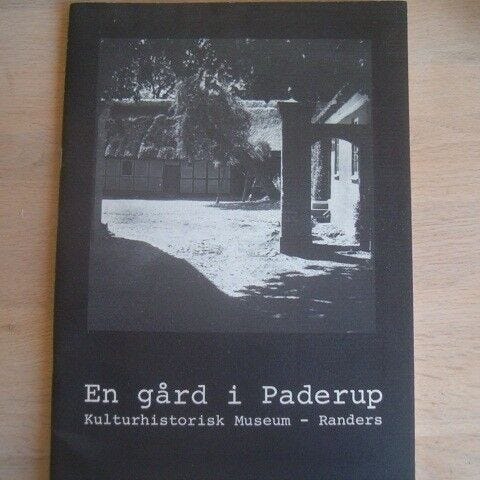 En gård i Paderup
Kulturhistorisk Museum - Randers